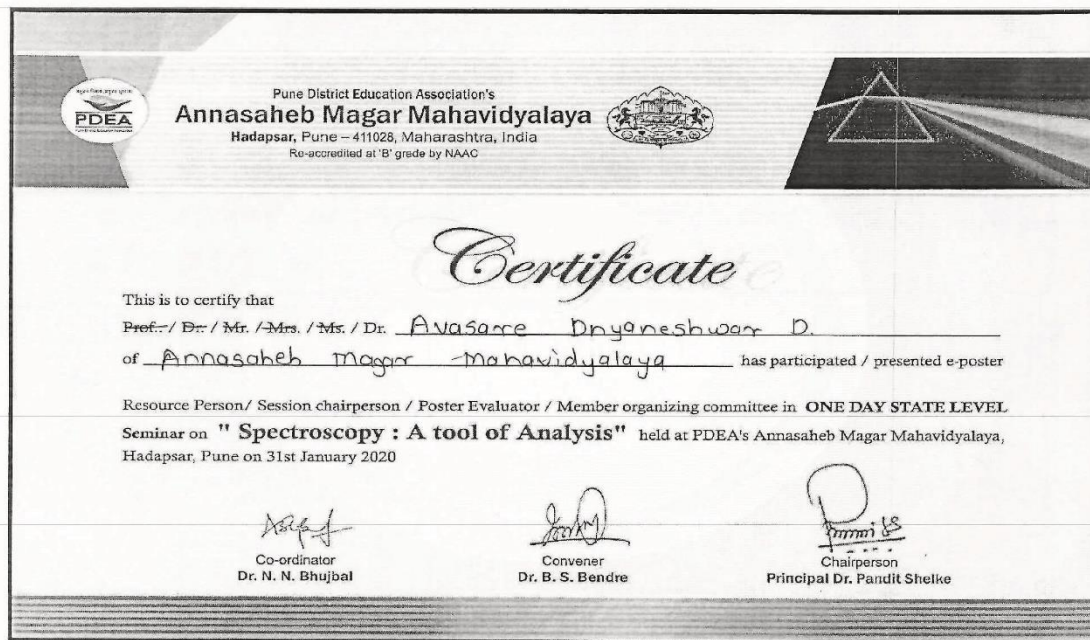 PDEA
Pune District Education Association's
Annasaheb Magar Mahavidyalaya
Hadapsar, Pune – 411028, Maharashtra, India
Re-accredited at 'B' grade by NAAC
Certificate
This is to certify that
Prof. / Dr. / Mr. / Mrs. / Ms. / Dr. Avasare Dnyaneshwar D.
of Annasaheb Magar Mahavidyalaya has participated / presented e-poster
Resource Person/ Session chairperson / Poster Evaluator / Member organizing committee in ONE DAY STATE LEVEL
Seminar on " Spectroscopy : A tool of Analysis" held at PDEA's Annasaheb Magar Mahavidyalaya,
Hadapsar, Pune on 31st January 2020
Co-ordinator
Dr. N. N. Bhujbal
Convener
Dr. B. S. Bendre
Chairperson
Principal Dr. Pandit Shelke